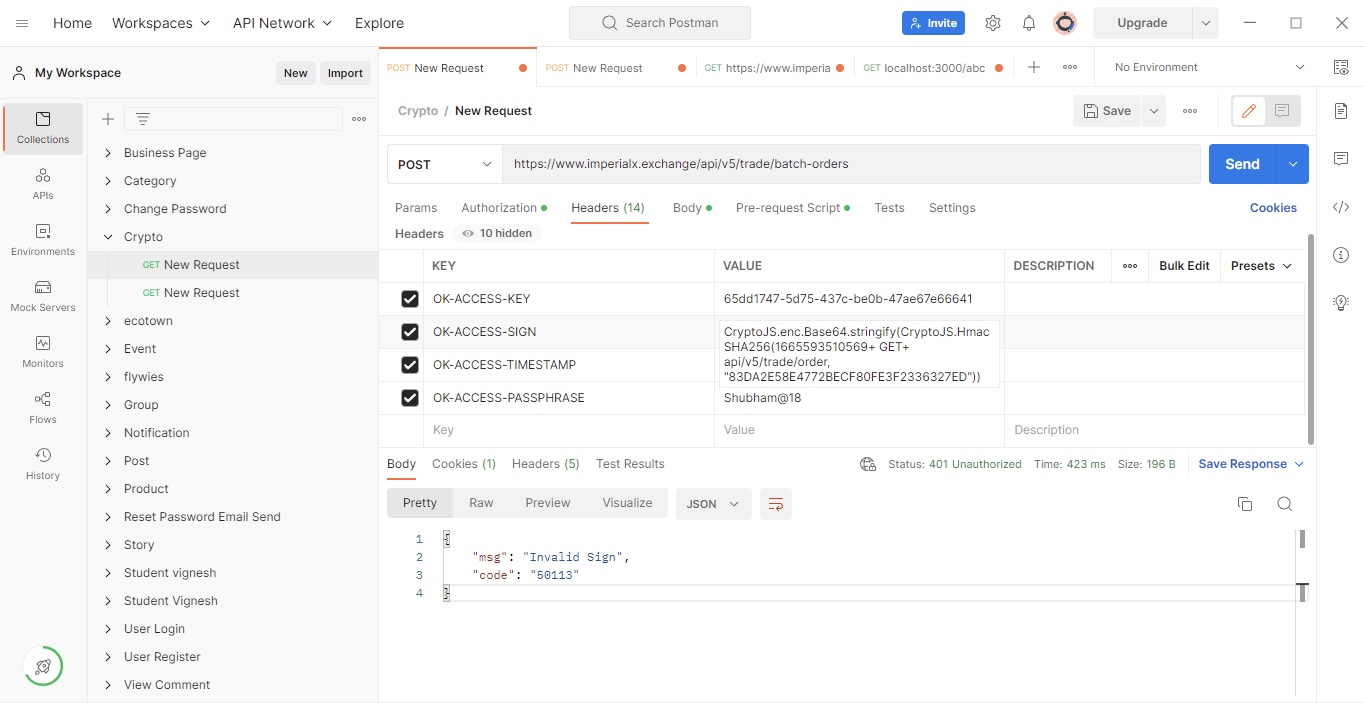 Home Workspaces API Network Explore Search Postman Invite Upgrade
My Workspace New Import
POST New Request POST New Request GET https://www.imperia GET localhost:3000/abc No Environment
Collections
APIs
Environments
Mock Servers
Monitors
Flows
History
Business Page
Category
Change Password
Crypto
GET New Request
GET New Request
ecotown
Event
flywies
Group
Notification
Post
Product
Reset Password Email Send
Story
Student vignesh
Student Vignesh
User Login
User Register
View Comment
Crypto / New Request Save
POST https://www.imperialx.exchange/api/v5/trade/batch-orders Send
Params Authorization Headers (14) Body Pre-request Script Tests Settings Cookies
Headers 10 hidden
KEY VALUE DESCRIPTION Bulk Edit Presets
OK-ACCESS-KEY 65dd1747-5d75-437c-be0b-47ae67e66641
OK-ACCESS-SIGN CryptoJS.enc.Base64.stringify(CryptoJS.Hmac
SHA256(1665593510569+ GET+
OK-ACCESS-TIMESTAMP api/v5/trade/order,
"83DA2E58E4772BECF80FE3F2336327ED"))
OK-ACCESS-PASSPHRASE Shubham@18
Key Value Description
Body Cookies (1) Headers (5) Test Results Status: 401 Unauthorized Time: 423 ms Size: 196 B Save Response
Pretty Raw Preview Visualize JSON
1 {
2 "msg": "Invalid Sign",
3 "code": "50113"
4 }